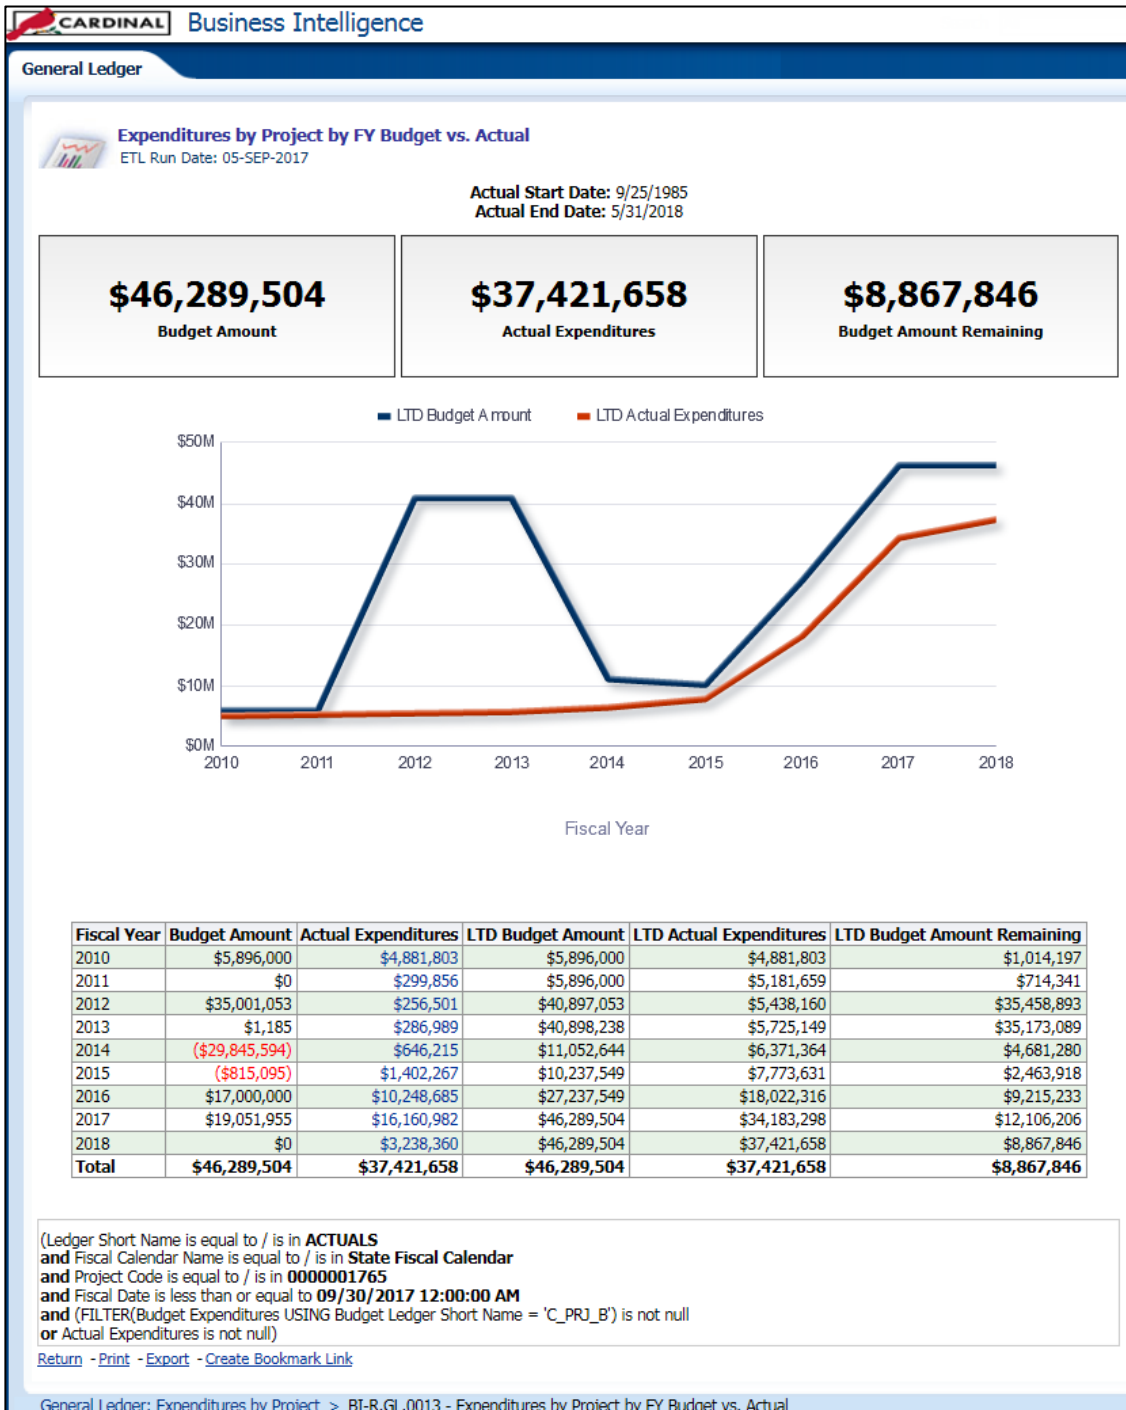 CARDINAL Business Intelligence
General Ledger
Expenditures by Project by FY Budget vs. Actual
ETL Run Date: 05-SEP-2017
Actual Start Date: 9/25/1985
Actual End Date: 5/31/2018
$46,289,504 $37,421,658 $8,867,846
Budget Amount Actual Expenditures Budget Amount Remaining
LTD Budget Amount LTD Actual Expenditures
$50M
$40M
$30M
$20M
$10M
$0M
2010 2011 2012 2013 2014 2015 2016 2017 2018
Fiscal Year
Fiscal Year Budget Amount Actual Expenditures LTD Budget Amount LTD Actual Expenditures LTD Budget Amount Remaining
2010 $5,896,000 $4,881,803 $5,896,000 $4,881,803 $1,014,197
2011 $0 $299,856 $5,896,000 $5,181,659 $714,341
2012 $35,001,053 $256,501 $40,897,053 $5,438,160 $35,458,893
2013 $1,185 $286,989 $40,898,238 $5,725,149 $35,173,089
2014 ($29,845,594) $646,215 $11,052,644 $6,371,364 $4,681,280
2015 ($815,095) $1,402,267 $10,237,549 $7,773,631 $2,463,918
2016 $17,000,000 $10,248,685 $27,237,549 $18,022,316 $9,215,233
2017 $19,051,955 $16,160,982 $46,289,504 $34,183,298 $12,106,206
2018 $0 $3,238,360 $46,289,504 $37,421,658 $8,867,846
Total $46,289,504 $37,421,658 $46,289,504 $37,421,658 $8,867,846
(Ledger Short Name is equal to / is in ACTUALS
and Fiscal Calendar Name is equal to / is in State Fiscal Calendar
and Project Code is equal to / is in 0000001765
and Fiscal Date is less than or equal to 09/30/2017 12:00:00 AM
and (FILTER(Budget Expenditures USING Budget Ledger Short Name = 'C_PRJ_B') is not null
or Actual Expenditures is not null)
Return - Print - Export - Create Bookmark Link
General Ledger: Expenditures by Project > BI-R.GL.0013 - Expenditures by Project by FY Budget vs. Actual